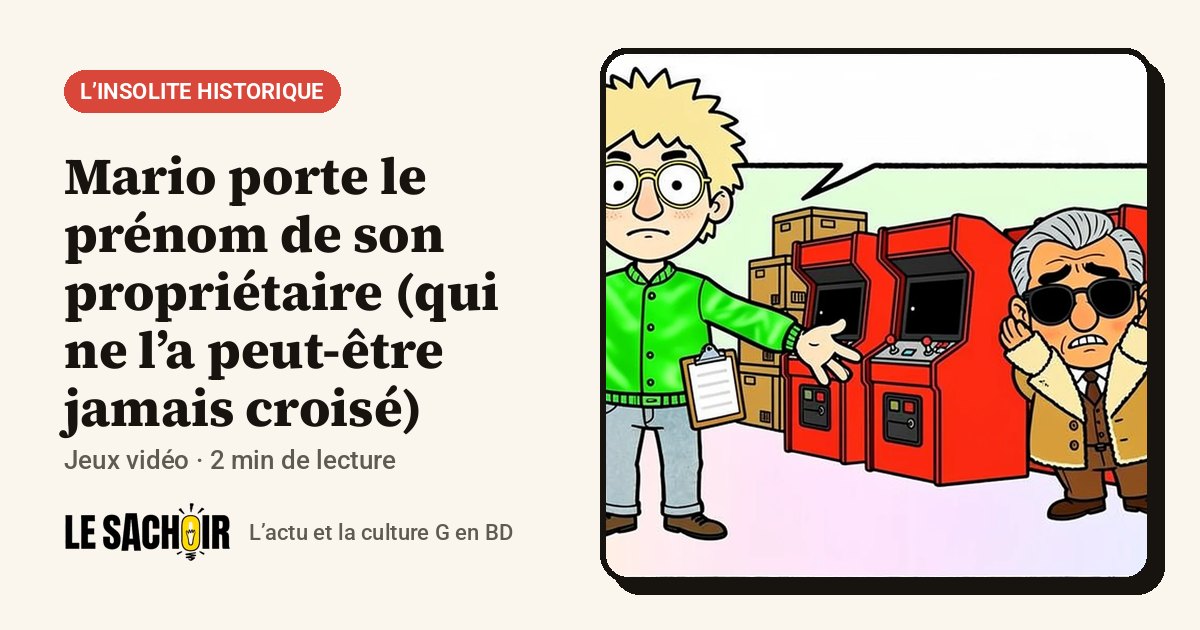 L’INSOLITE HISTORIQUE
Mario porte le
prénom de son
propriétaire (qui
ne l’a peut-être
jamais croisé)
Jeux vidéo · 2 min de lecture
LE SACHOIR
L’actu et la culture G en BD